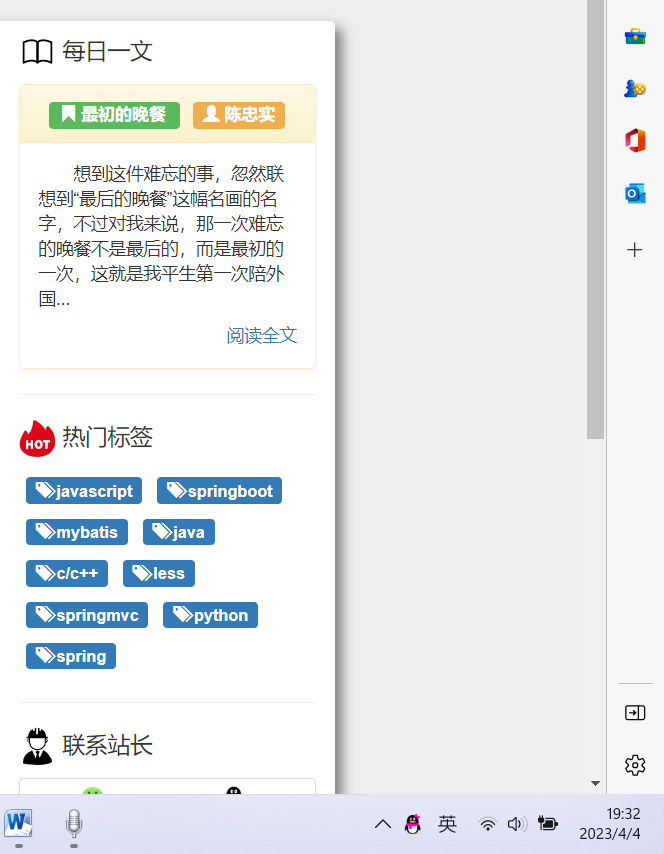 每日一文
最初的晚餐 陈忠实
想到这件难忘的事，忽然联
想到“最后的晚餐”这幅名画的名
字，不过对我来说，那一次难忘
的晚餐不是最后的，而是最初的
一次，这就是我平生第一次陪外
国...
阅读全文
HOT 热门标签
javascript springboot
mybatis java
c/c++ less
springmvc python
spring
联系站长
W 英 19:32
2023/4/4